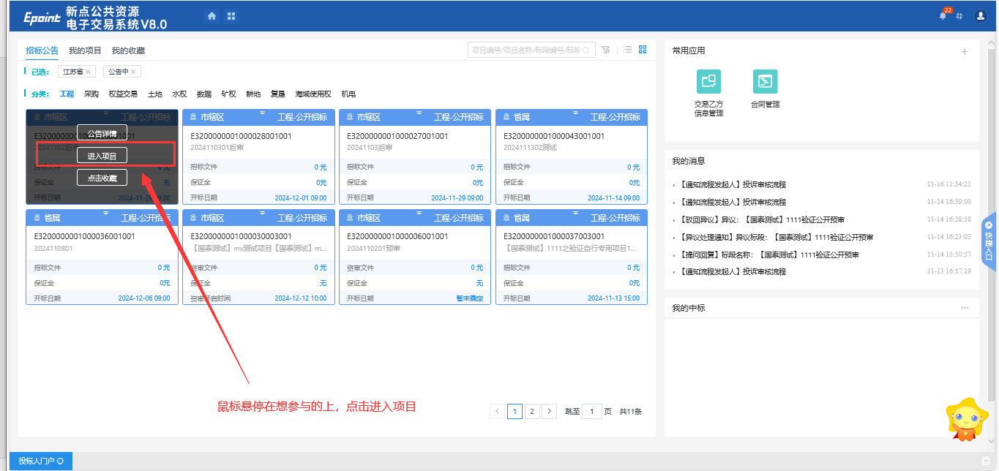 Epoint 新点公共资源
电子交易系统V8.0
22
招标公告 我的项目 我的收藏
项目编号/项目名称/标段编号/标段
已选： 江苏省 × 公告中 ×
分类： 工程 采购 权益交易 土地 水权 数据 矿权 耕地 复垦 海域使用权 机电
市辖区 工程-公开招标
公告详情
20241102后审
进入项目
0 元
点击收藏
保证金 无
开标日期 2024-11-29 09:00
市辖区 工程-公开招标
E3200000001000028001001
2024110301后审
招标文件 0 元
保证金 0元
开标日期 2024-12-01 09:00
市辖区 工程-公开招标
E3200000001000027001001
20241103后审
招标文件 0 元
保证金 0元
开标日期 2024-11-29 09:00
省属 工程-公开招标
E3200000001000043001001
2024111302测试
招标文件 0 元
保证金 0元
开标日期 2024-11-14 09:00
省属 工程-公开招标
E3200000001000036001001
2024110801
招标文件 0 元
保证金 0元
开标日期 2024-12-06 09:00
市辖区 工程-公开招标
E3200000001000030003001
【国泰测试】my测试项目【国泰测试】m...
资审文件 0 元
保证金 无
资审开启时间 2024-12-12 10:00
市辖区 工程-公开招标
E3200000001000006001001
2024110201预审
资审文件 0 元
保证金 无
开标日期 暂未确定
省属 工程-公开招标
E3200000001000037003001
【国泰测试】1111之验证自行专用项目1...
招标文件 0 元
保证金 0元
开标日期 2024-11-13 15:00
鼠标悬停在想参与的上，点击进入项目
< 1 2 > 跳至 1 页 共11条
常用应用 +
交易乙方
信息管理
合同管理
我的消息
【通知流程发起人】投诉审核流程 11-16 11:34:21
【通知流程发起人】投诉审核流程 11-14 16:39:00
【驳回异议】异议：【国泰测试】1111验证公开预审 11-14 16:28:38
【异议处理通知】异议标段：【国泰测试】1111验证公开预审 11-14 16:23:03
【提问回复】标段名称：【国泰测试】1111验证公开预审 11-14 15:50:57
【通知流程发起人】投诉审核流程 11-13 16:57:19
我的中标 ...
快捷入口
投标人门户